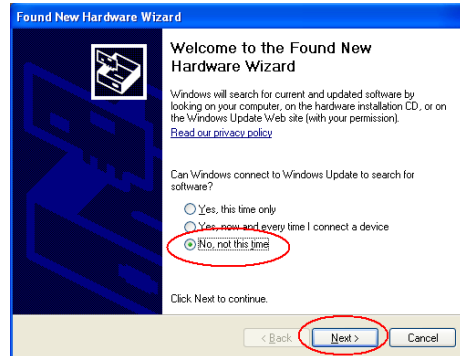 Found New Hardware Wizard
Welcome to the Found New
Hardware Wizard
Windows will search for current and updated software by
looking on your computer, on the hardware installation CD, or on
the Windows Update Web site (with your permission).
Read our privacy policy
Can Windows connect to Windows Update to search for
software?
Yes, this time only
Yes, now and every time I connect a device
No, not this time
Click Next to continue.
< Back Next > Cancel